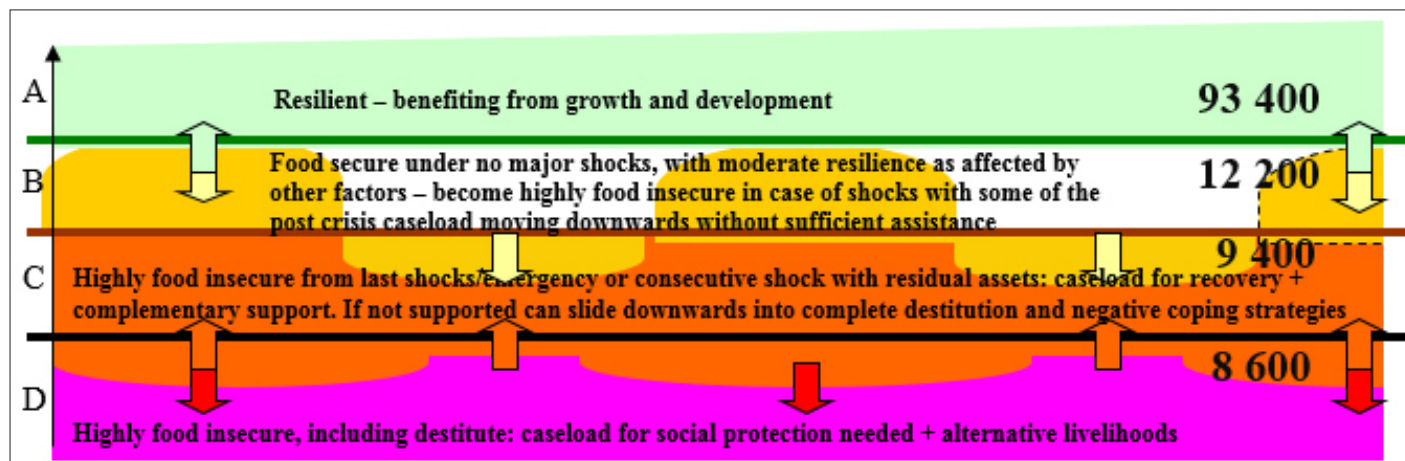 A
Resilient – benefiting from growth and development
93 400
B
Food secure under no major shocks, with moderate resilience as affected by
other factors – become highly food insecure in case of shocks with some of the
post crisis caseload moving downwards without sufficient assistance
12 200
9 400
C
Highly food insecure from last shocks/emergency or consecutive shock with residual assets: caseload for recovery +
complementary support. If not supported can slide downwards into complete destitution and negative coping strategies
8 600
D
Highly food insecure, including destitute: caseload for social protection needed + alternative livelihoods